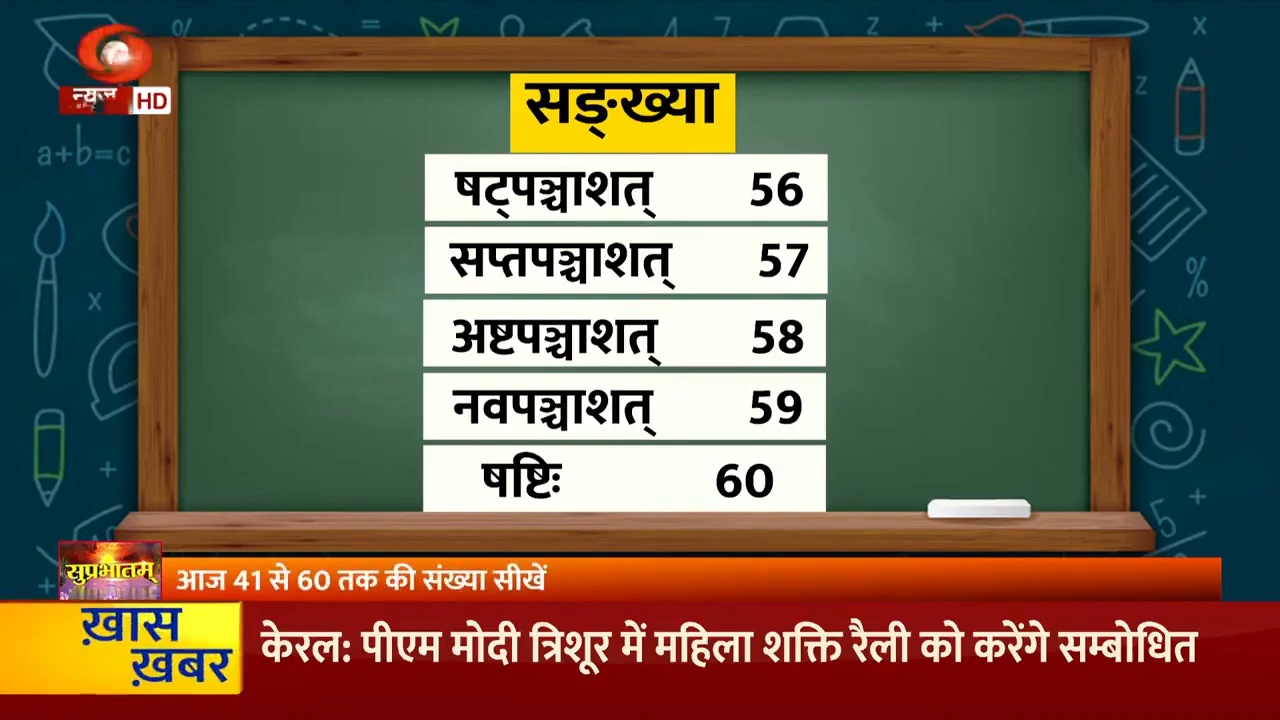 न्यूज़ HD
a+b=c
सङ्ख्या
षट्पञ्चाशत् 56
सप्तपञ्चाशत् 57
अष्टपञ्चाशत् 58
नवपञ्चाशत् 59
षष्टिः 60
सुप्रभातम्
आज 41 से 60 तक की संख्या सीखें
ख़ास
ख़बर
केरल: पीएम मोदी त्रिशूर में महिला शक्ति रैली को करेंगे सम्बोधित